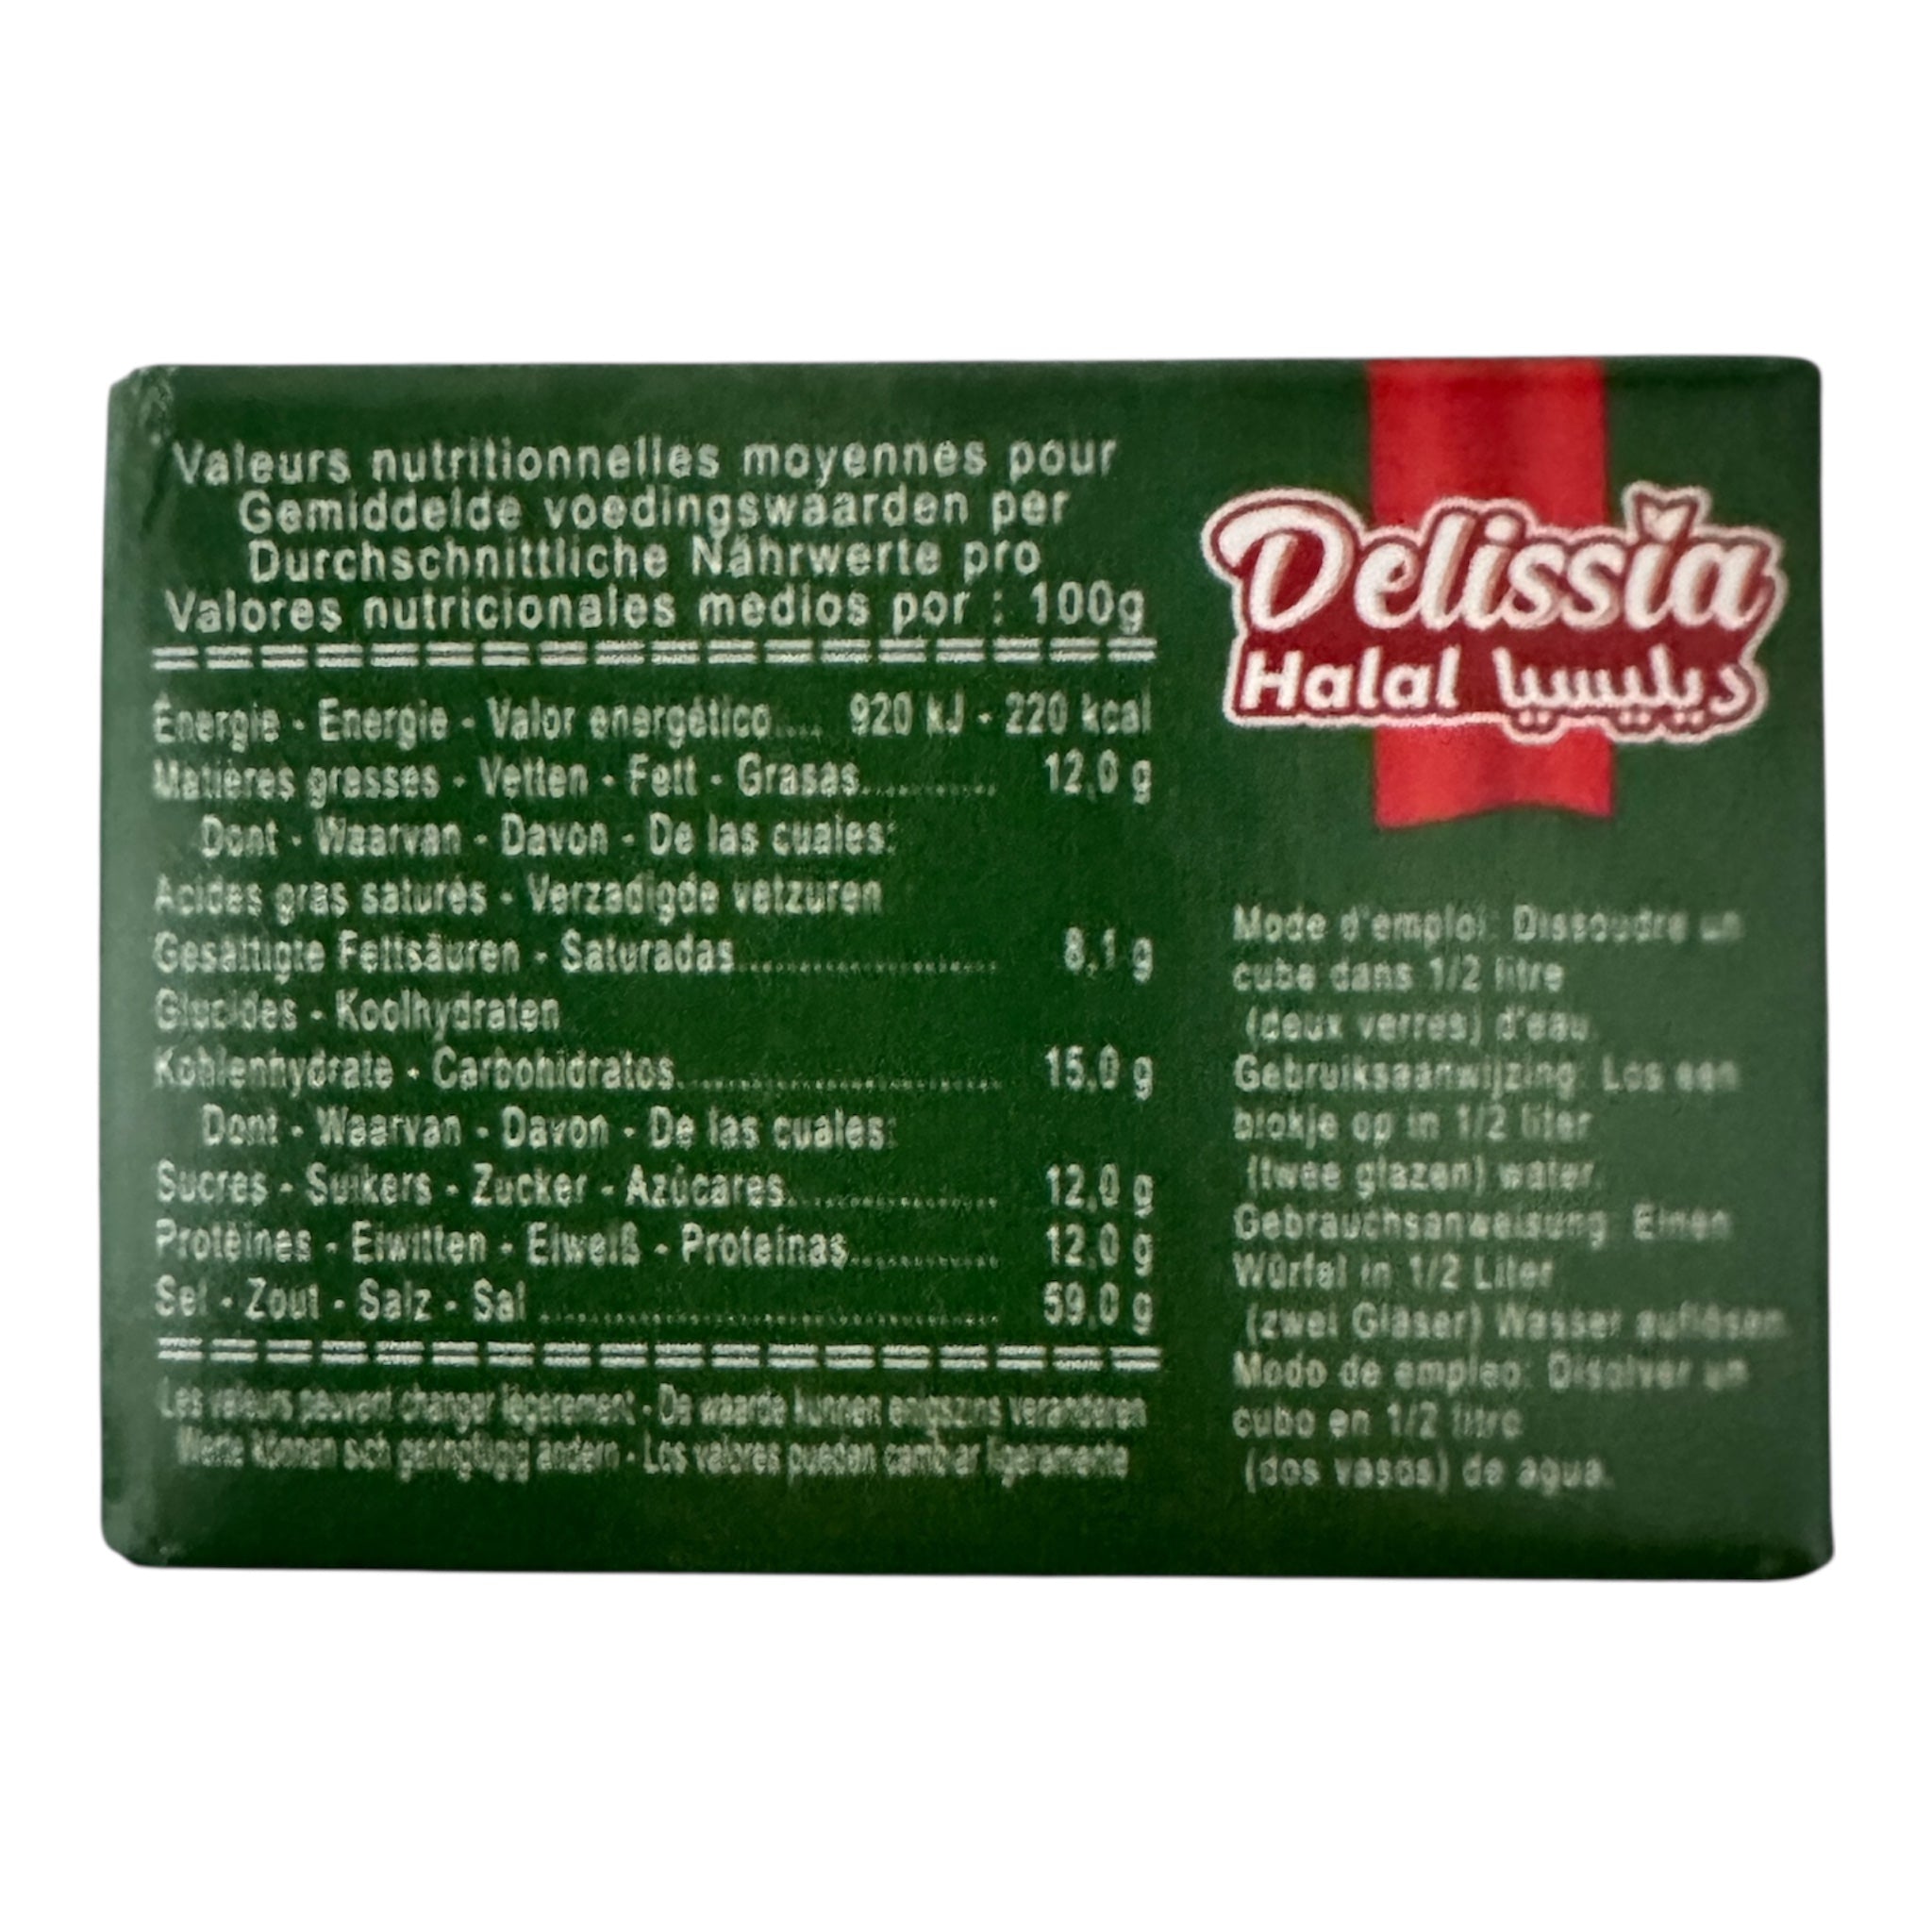 Valeurs nutritionnelles moyennes pour
Gemiddelde voedingswaarden per
Durchschnittliche Nährwerte pro
Valores nutricionales medios por : 100g
Énergie - Energie - Valor energético.... 920 kJ - 220 kcal
Matières grasses - Vetten - Fett - Grasas............ 12,0 g
Dont - Waarvan - Davon - De las cuales:
Acides gras saturés - Verzadigde vetzuren
Gesättigte Fettsäuren - Saturadas........................ 8,1 g
Glucides - Koolhydraten
Kohlenhydrate - Carbohidratos............................. 15,0 g
Dont - Waarvan - Davon - De las cuales:
Sucres - Suikers - Zucker - Azúcares.................. 12,0 g
Protéines - Eiwitten - Eiweiß - Proteínas............. 12,0 g
Sel - Zout - Salz - Sal .......................................... 59,0 g
Les valeurs peuvent changer légèrement - De waarde kunnen enigszins veranderen
Werte können sich geringfügig ändern - Los valores pueden cambiar ligeramente
Delissia
Halal ديليسيا
Mode d'emploi: Dissoudre un
cube dans 1/2 litre
(deux verres) d'eau.
Gebruiksaanwijzing: Los een
blokje op in 1/2 liter
(twee glazen) water.
Gebrauchsanweisung: Einen
Würfel in 1/2 Liter
(zwei Gläser) Wasser auflösen.
Modo de empleo: Disolver un
cubo en 1/2 litro
(dos vasos) de agua.